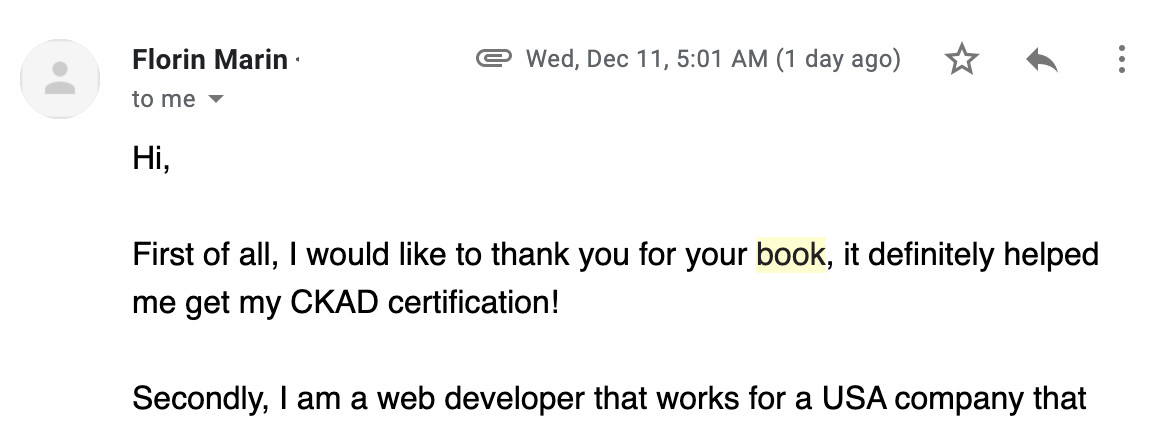 Florin Marin · Wed, Dec 11, 5:01 AM (1 day ago)
to me
Hi,
First of all, I would like to thank you for your book, it definitely helped
me get my CKAD certification!
Secondly, I am a web developer that works for a USA company that